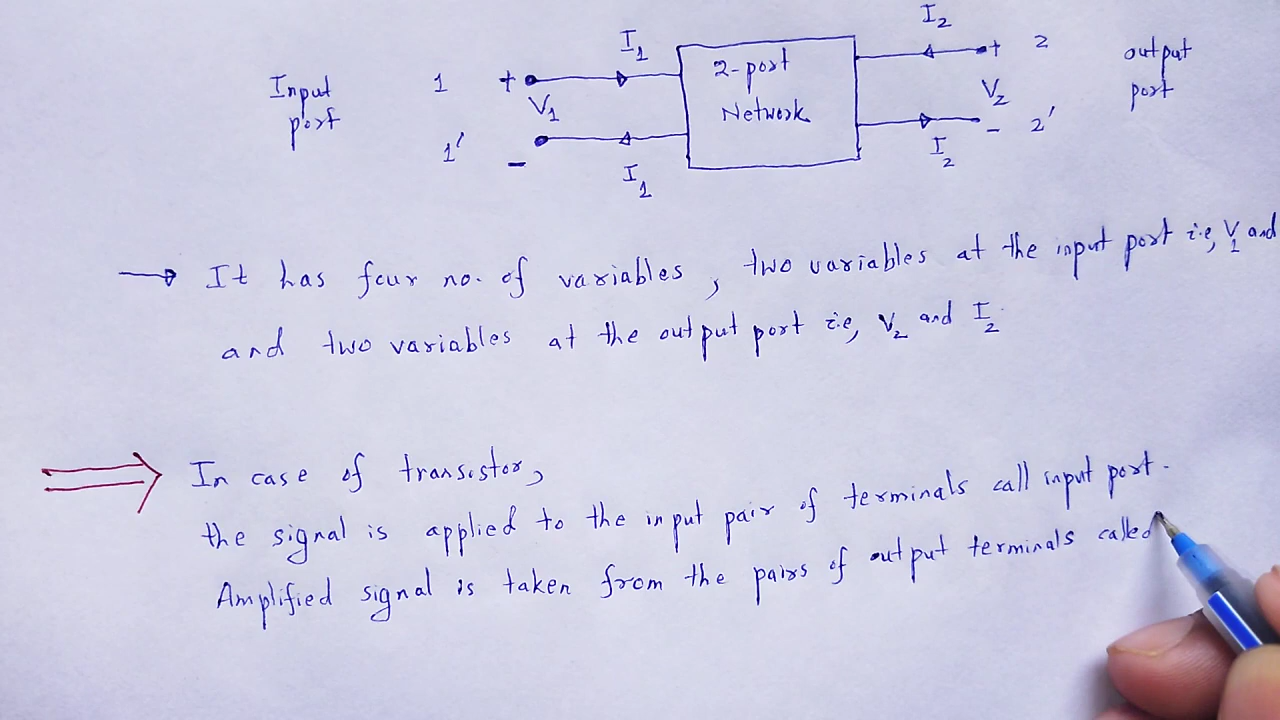 I₂
I₁
Input port
1
+
V₁
1'
-
I₁
2-port
Network
+
2
V₂
-
2'
I₂
output
port
→ It has four no. of variables, two variables at the input port i.e, V₁ and
and two variables at the output port i.e, V₂ and I₂.
⇒ In case of transistor,
the signal is applied to the input pair of terminals call input port.
Amplified signal is taken from the pairs of output terminals called